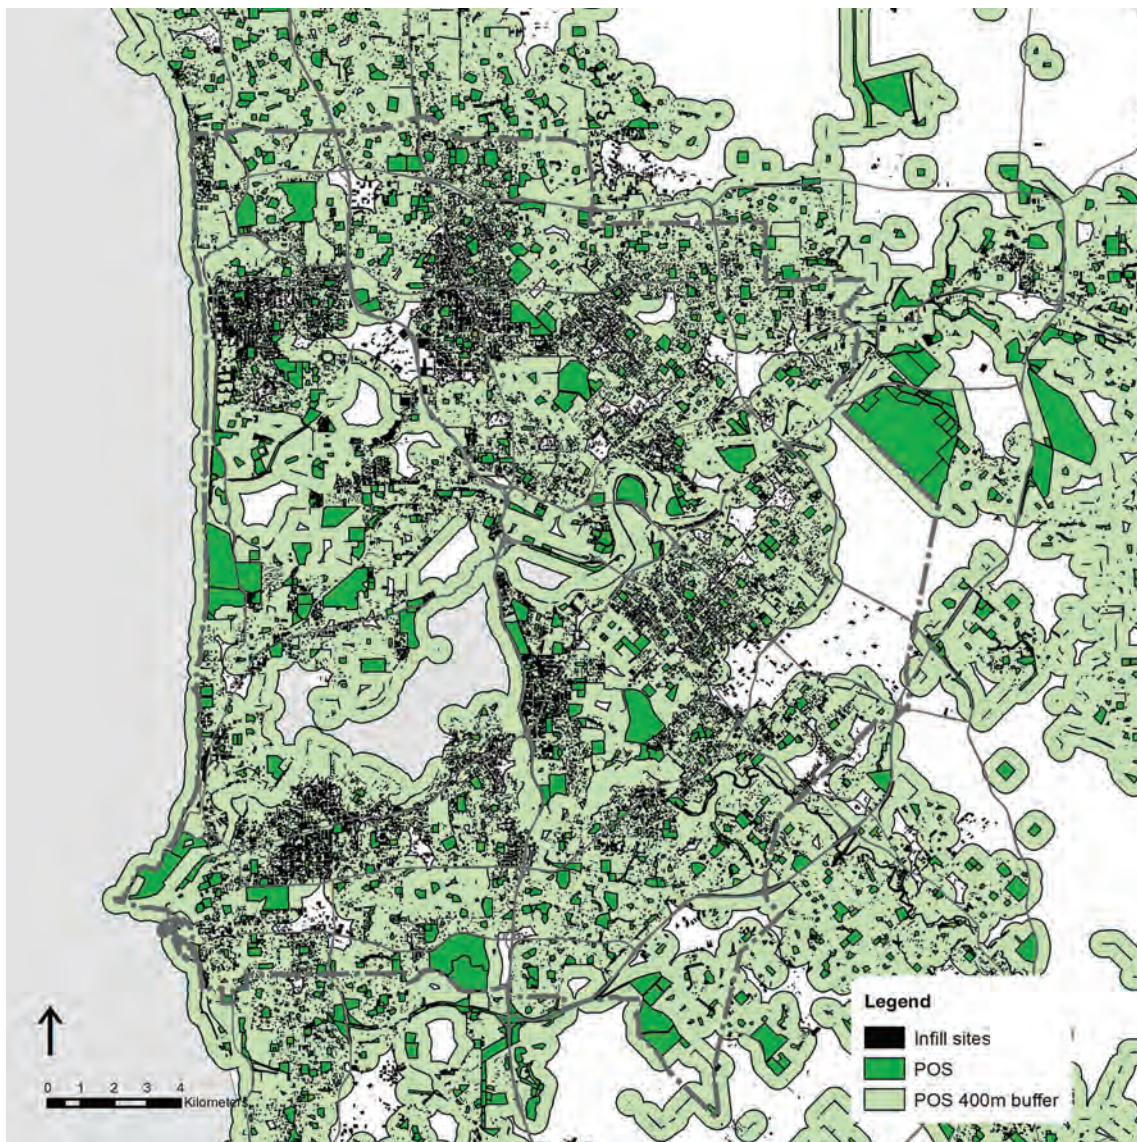 Legend
Infill sites
POS
POS 400m buffer
0 1 2 3 4
Kilometers